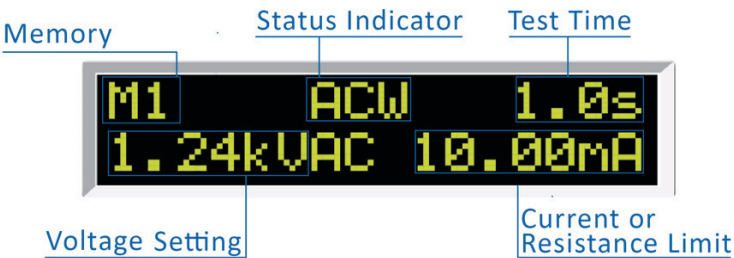 Memory
Status Indicator
Test Time
M1 ACW 1.0s
1.24kVAC 10.00mA
Voltage Setting
Current or
Resistance Limit